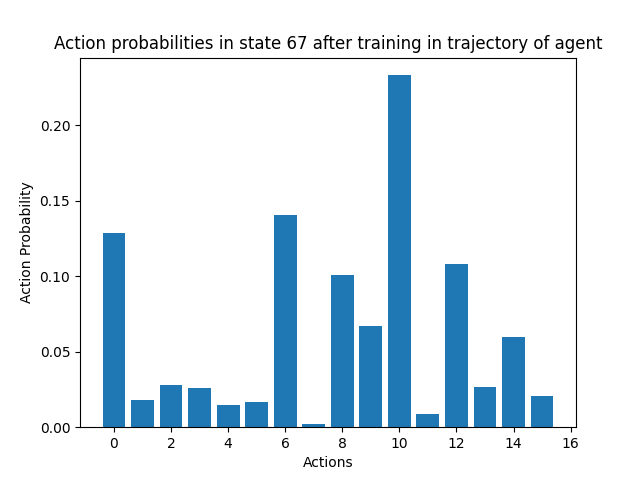 Action probabilities in state 67 after training in trajectory of agent
Action Probability
0.20
0.15
0.10
0.05
0.00
0 2 4 6 8 10 12 14 16
Actions